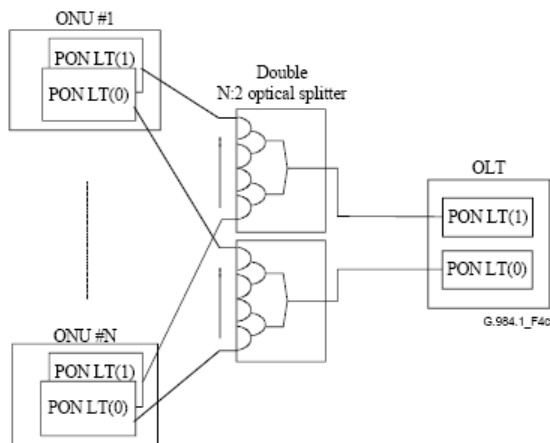 ONU #1
PON LT(1)
PON LT(0)
Double
N:2 optical splitter
OLT
PON LT(1)
PON LT(0)
G.984.1_F4c
ONU #N
PON LT(1)
PON LT(0)